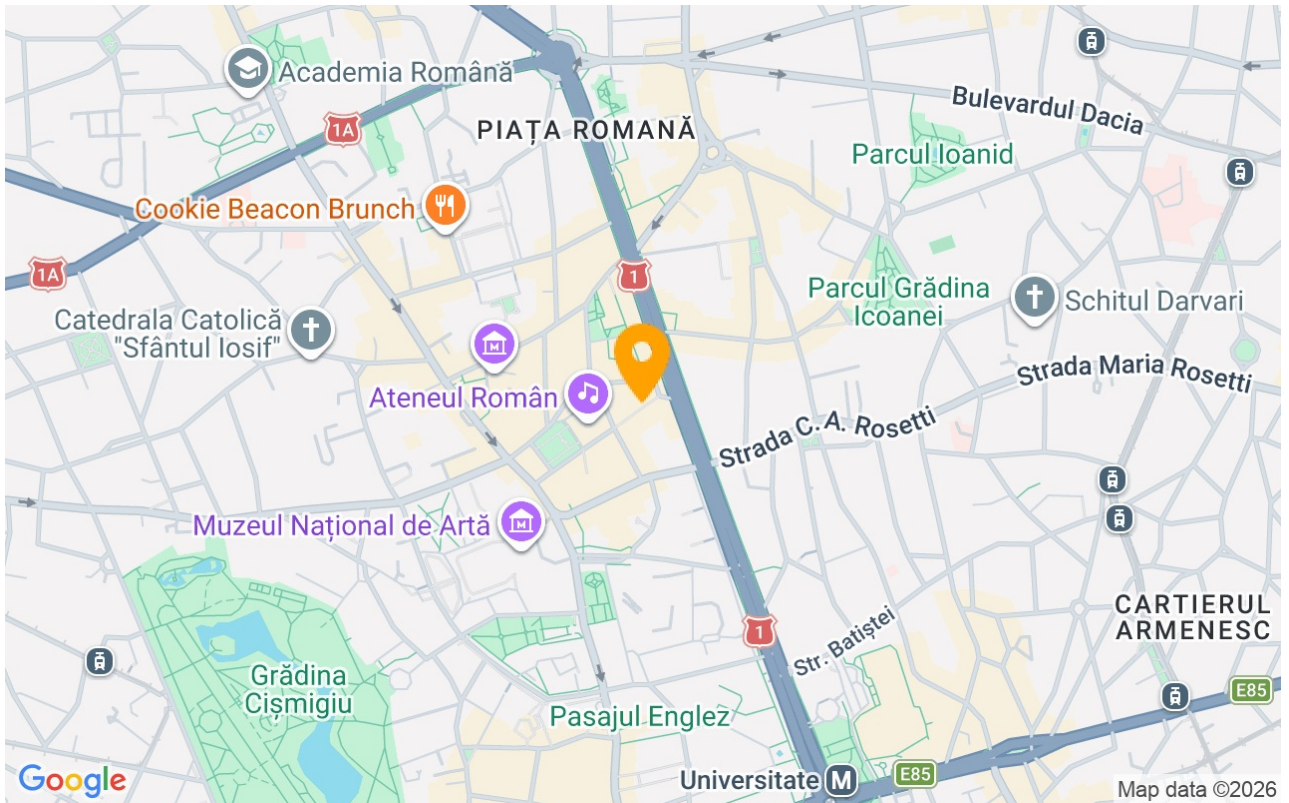 Academia Română
1A
PIAȚA ROMANĂ
Bulevardul Dacia
Parcul Ioanid
Cookie Beacon Brunch
1A
1
Parcul Grădina
Icoanei
Schitul Darvari
Catedrala Catolică
"Sfântul Iosif"
Strada Maria Rosetti
Ateneul Român
Strada C. A. Rosetti
Muzeul Național de Artă
CARTIERUL
ARMENESC
1
Str. Batiștei
Grădina
Cișmigiu
E85
Pasajul Englez
Google
Universitate M
E85
Map data ©2026